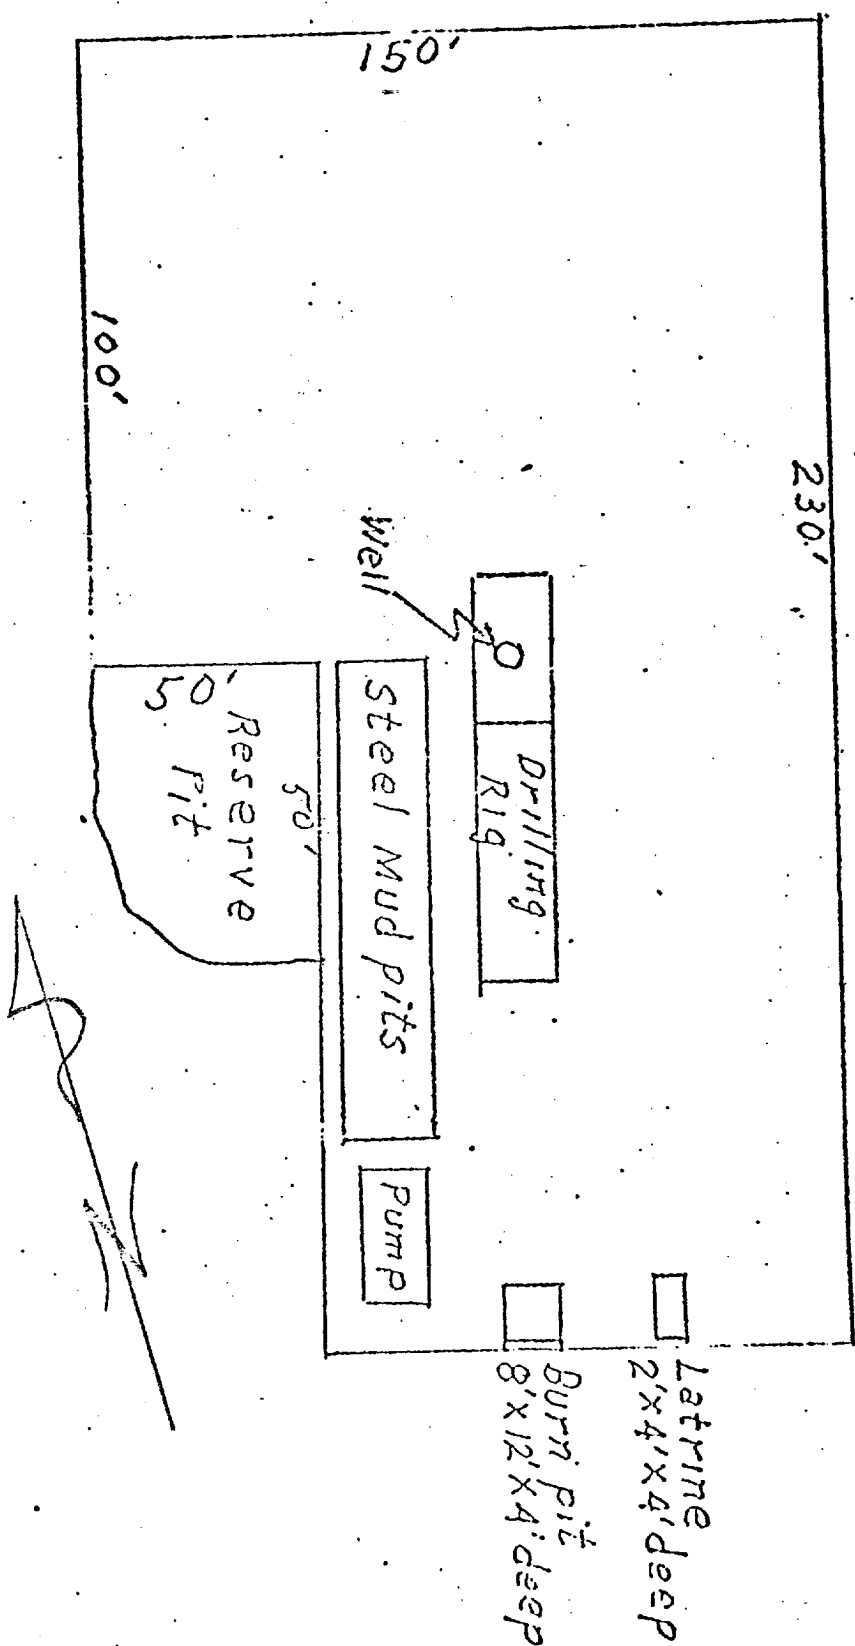 150'
230'
100'
Well
Drilling
Rig
Steel Mud pits
50'
50'
Reserve
Pit
Pump
Latrine
2'x4'x4' deep
Burn pit
8'x12'x4' deep
N